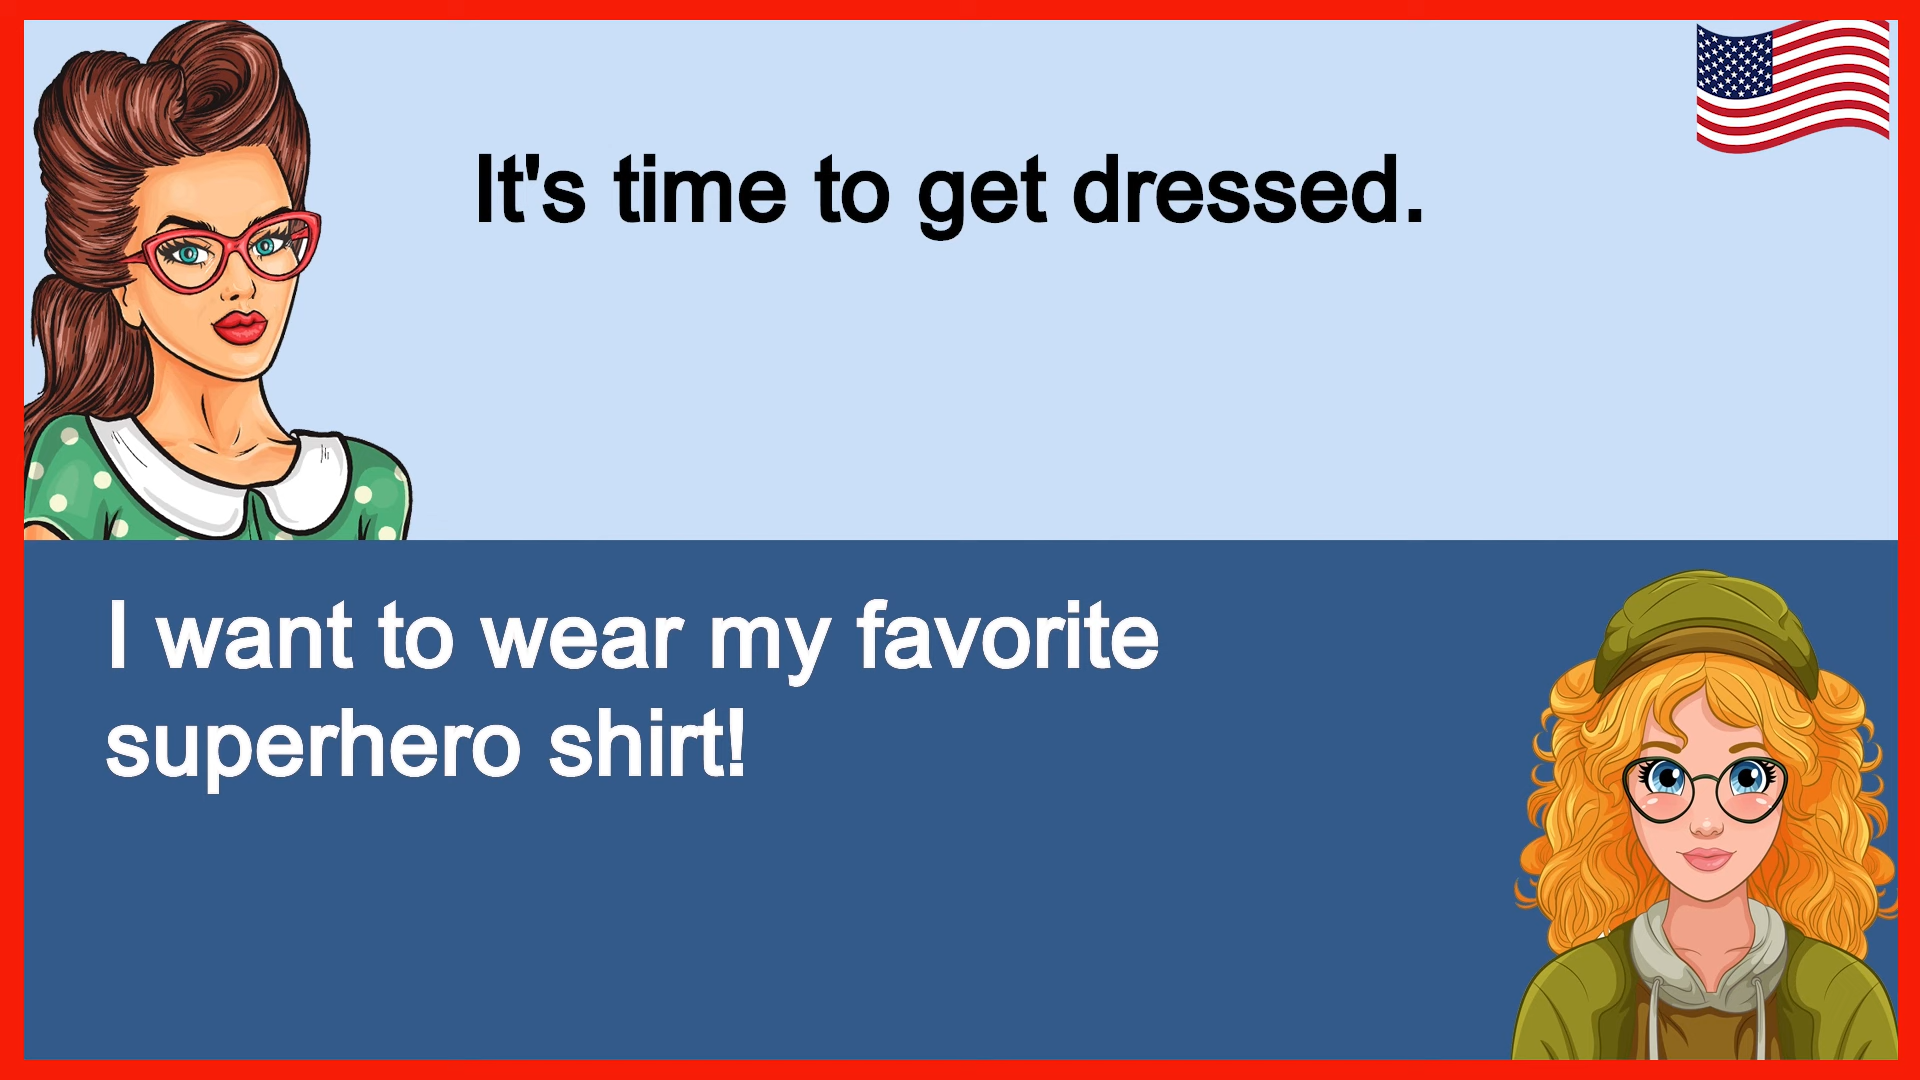 It's time to get dressed.
I want to wear my favorite
superhero shirt!